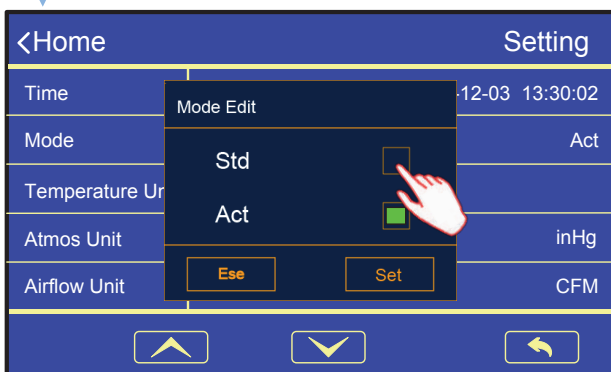 <Home Setting
Time -12-03 13:30:02
Mode Act
Temperature Un
Atmos Unit inHg
Airflow Unit CFM
Mode Edit
Std
Act
Ese Set